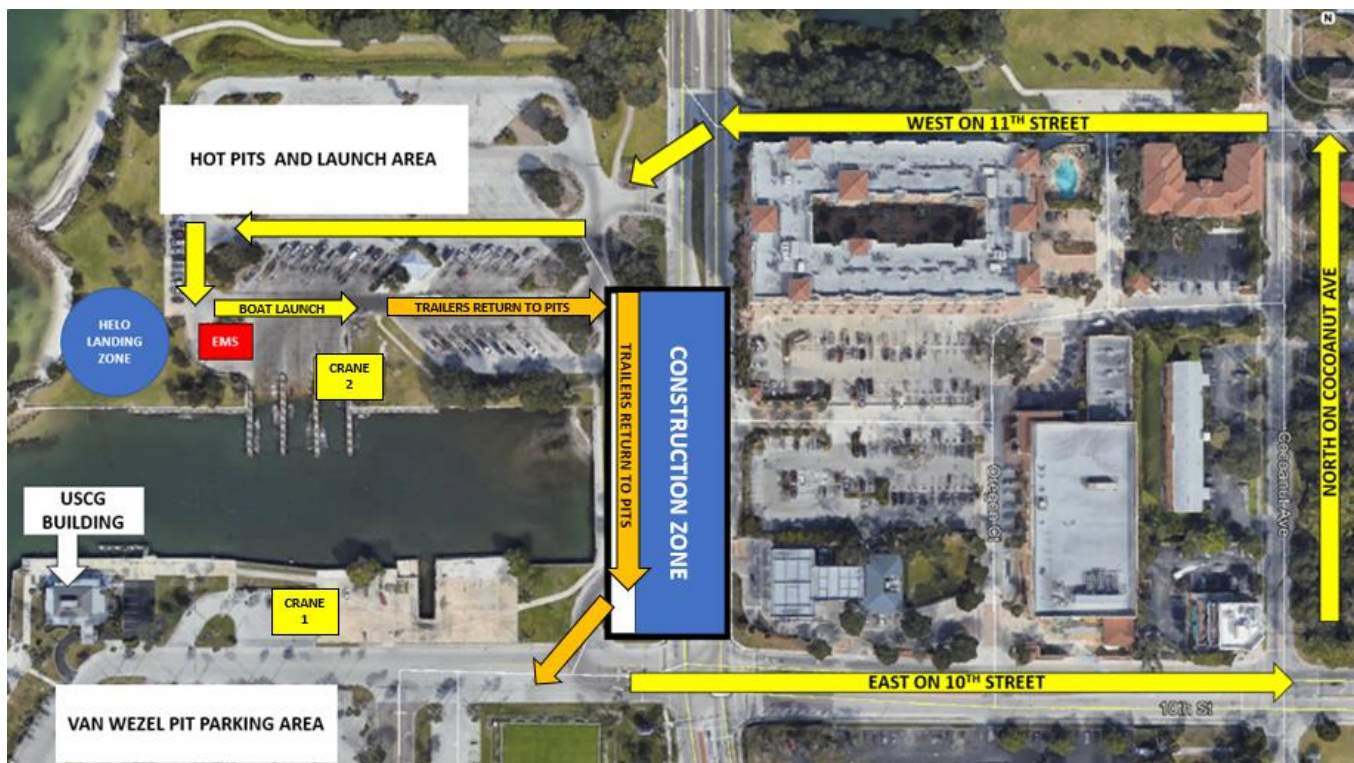 N
WEST ON 11TH STREET
HOT PITS AND LAUNCH AREA
NORTH ON COCOANUT AVE
BOAT LAUNCH
TRAILERS RETURN TO PITS
HELO
LANDING
ZONE
EMS
CRANE
2
TRAILERS RETURN TO PITS
CONSTRUCTION ZONE
Cocoanut Ave
Greeon Ct
USCG
BUILDING
CRANE
1
EAST ON 10TH STREET
10th St
VAN WEZEL PIT PARKING AREA